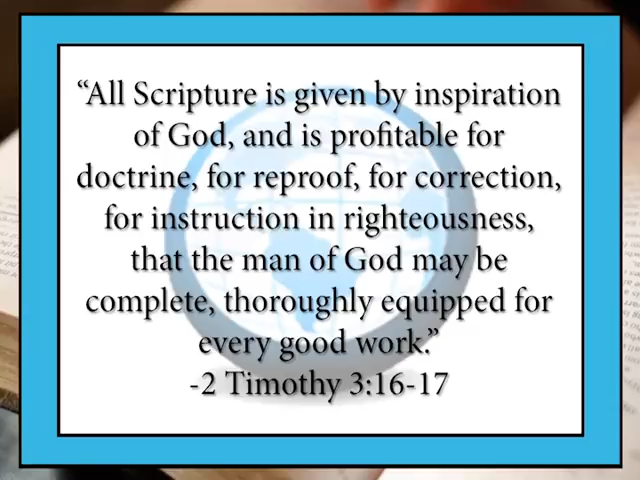 “All Scripture is given by inspiration
of God, and is profitable for
doctrine, for reproof, for correction,
for instruction in righteousness,
that the man of God may be
complete, thoroughly equipped for
every good work.”
-2 Timothy 3:16-17